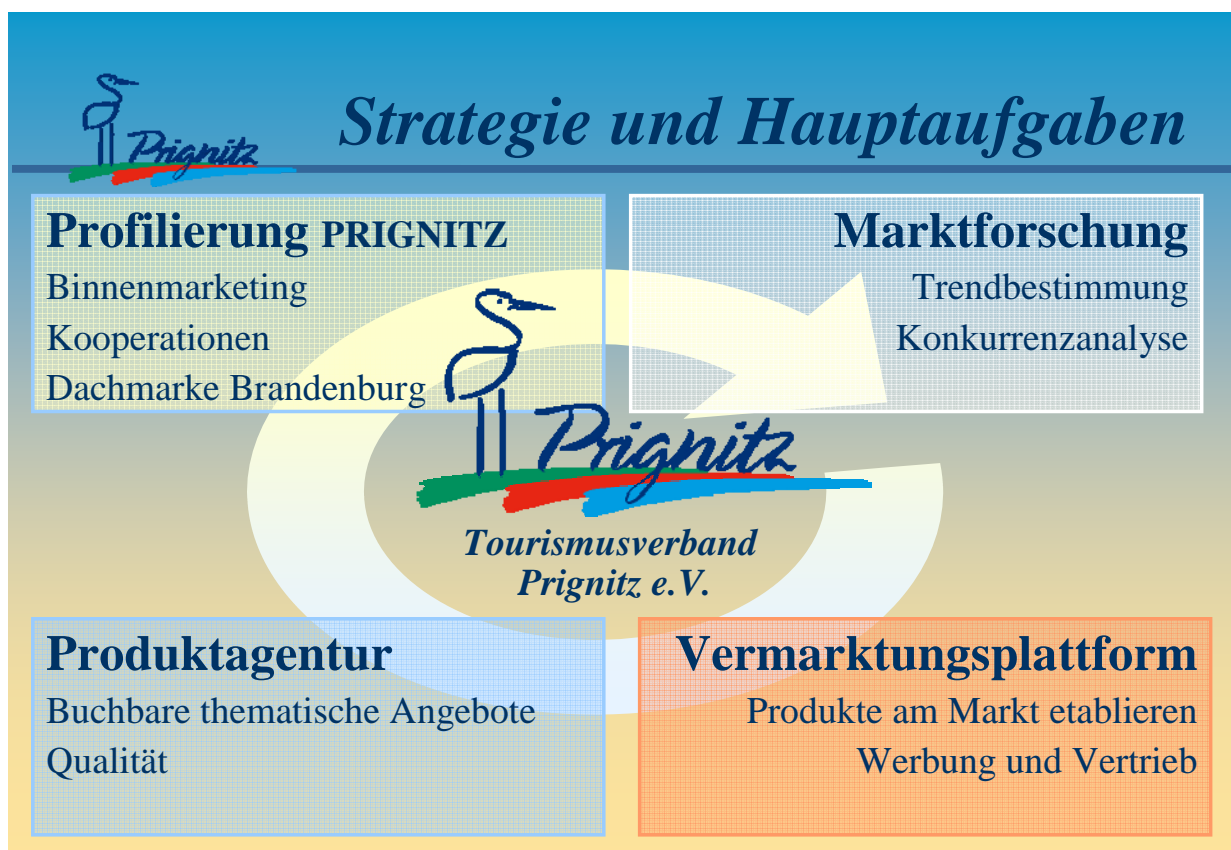 Prignitz
Strategie und Hauptaufgaben
Profilierung PRIGNITZ
Binnenmarketing
Kooperationen
Dachmarke Brandenburg
Marktforschung
Trendbestimmung
Konkurrenzanalyse
Prignitz
Tourismusverband
Prignitz e.V.
Produktagentur
Buchbare thematische Angebote
Qualität
Vermarktungsplattform
Produkte am Markt etablieren
Werbung und Vertrieb